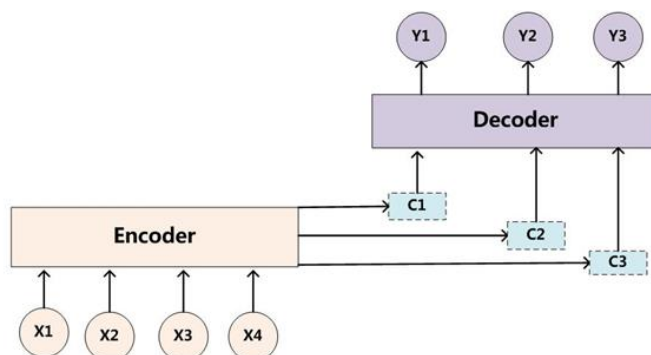 Y1 Y2 Y3
Decoder
C1
C2
Encoder
C3
X1 X2 X3 X4